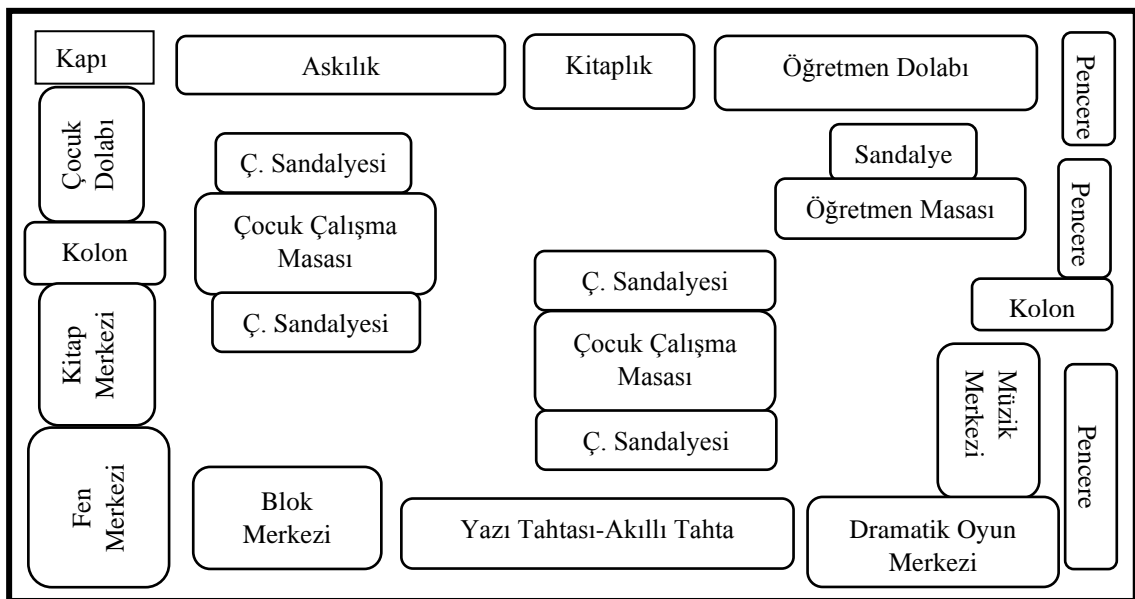 Kapı
Askılık
Kitaplık
Öğretmen Dolabı
Pencere
Çocuk
Dolabı
Ç. Sandalyesi
Sandalye
Çocuk Çalışma
Masası
Öğretmen Masası
Pencere
Kolon
Ç. Sandalyesi
Ç. Sandalyesi
Kolon
Kitap
Merkezi
Çocuk Çalışma
Masası
Müzik
Merkezi
Pencere
Ç. Sandalyesi
Fen
Merkezi
Blok
Merkezi
Yazı Tahtası-Akıllı Tahta
Dramatik Oyun
Merkezi